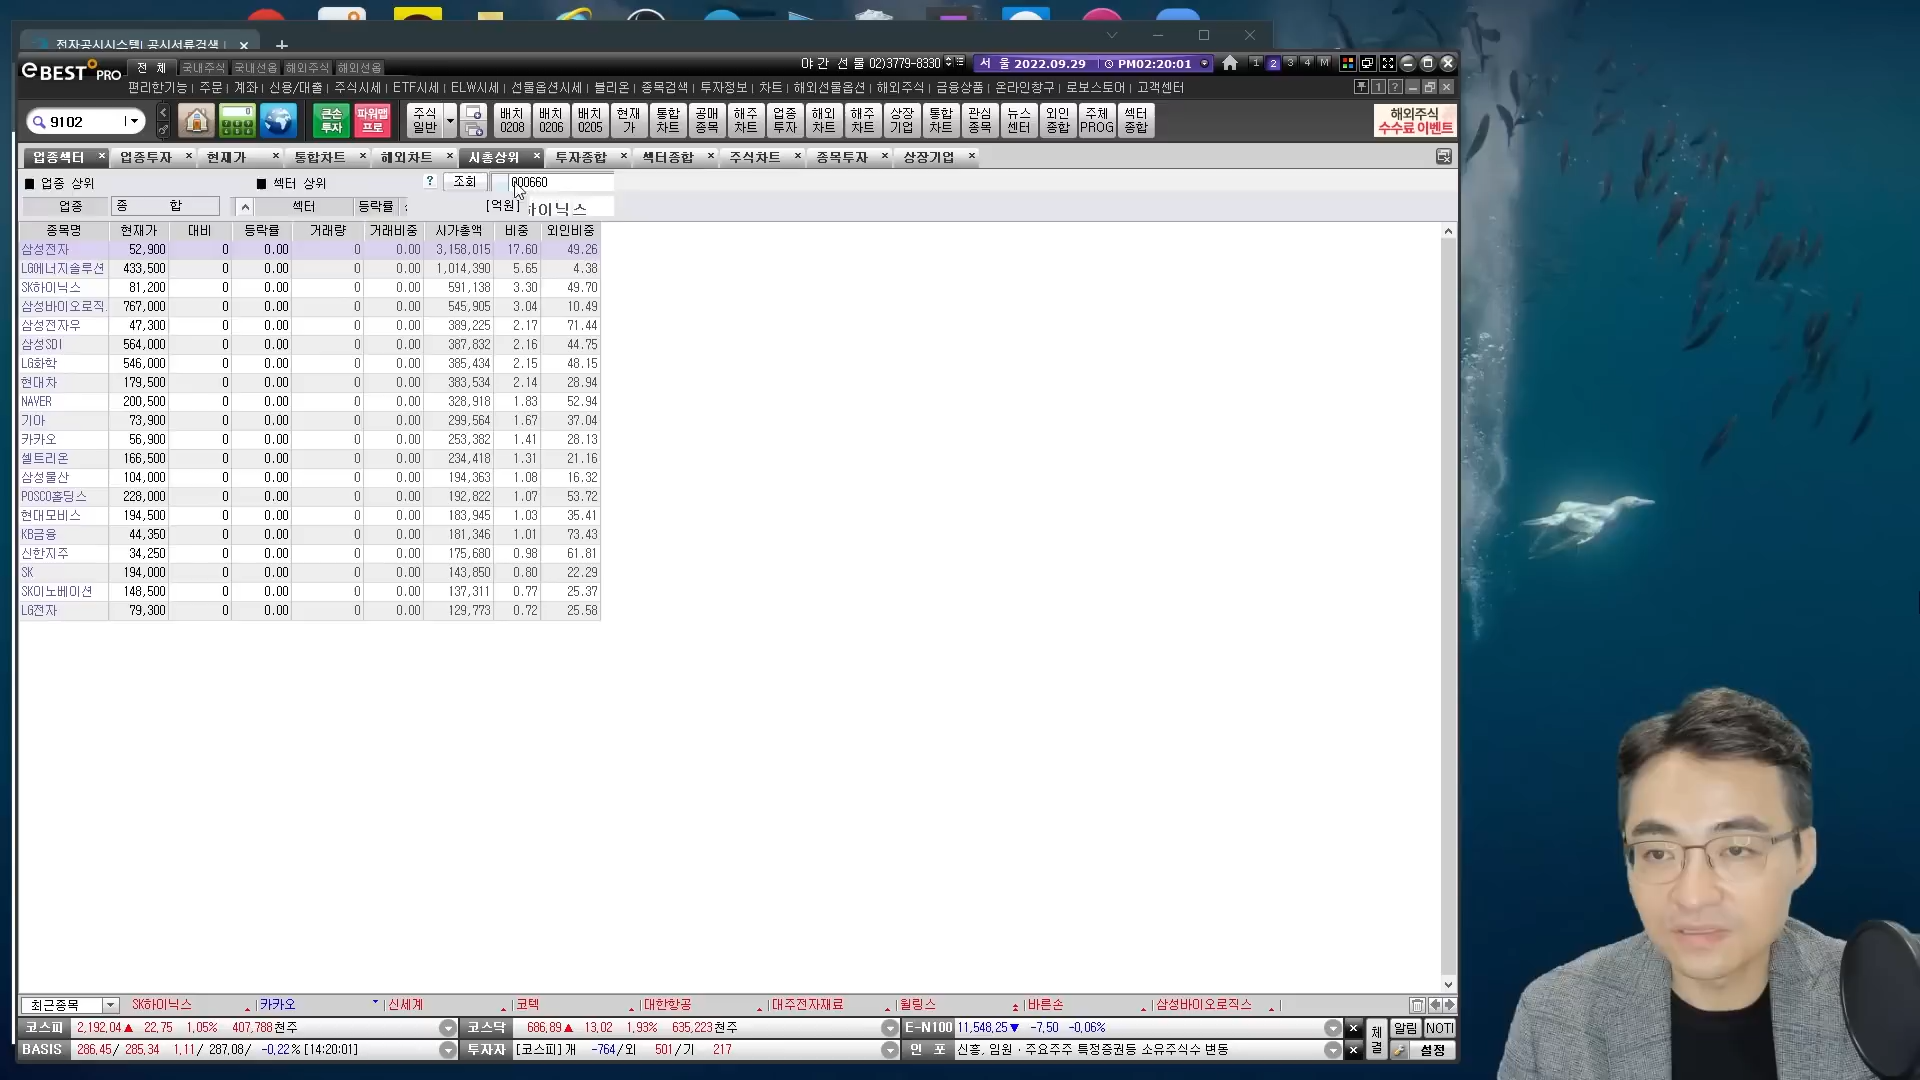 전자공시시스템| 공시서류검색 |
eBEST PRO 전 체 국내주식 국내선옵 해외주식 해외선옵 야 간 선 물 02)3779-8330 서 울 2022.09.29 PM02:20:01 1 2 3 4 M
편리한기능 주문 계좌 신용/대출 주식시세 ETF시세 ELW시세 선물옵션시세 블리온 종목검색 투자정보 차트 해외선물옵션 해외주식 금융상품 온라인창구 로보스토어 고객센터
9102 큰손 투자 파워맵 프로 주식 일반 배치 0208 배치 0206 배치 0205 현재 가 통합 차트 공매 종목 해주 차트 업종 투자 해외 차트 해주 차트 상장 기업 통합 차트 관심 종목 뉴스 센터 외인 종합 주체 PROG 섹터 종합 해외주식 수수료 이벤트
업종섹터 업종투자 현재가 통합차트 해외차트 시총상위 투자종합 섹터종합 주식차트 종목투자 상장기업
■ 업종 상위 ■ 섹터 상위 ? 조회 000660
업종 종 합 섹터 등락률 [억원] 하이닉스
종목명 현재가 대비 등락률 거래량 거래비중 시가총액 비중 외인비중
삼성전자 52,900 0 0.00 0 0.00 3,158,015 17.60 49.26
LG에너지솔루션 433,500 0 0.00 0 0.00 1,014,390 5.65 4.38
SK하이닉스 81,200 0 0.00 0 0.00 591,138 3.30 49.70
삼성바이오로직. 767,000 0 0.00 0 0.00 545,905 3.04 10.49
삼성전자우 47,300 0 0.00 0 0.00 389,225 2.17 71.44
삼성SDI 564,000 0 0.00 0 0.00 387,832 2.16 44.75
LG화학 546,000 0 0.00 0 0.00 385,434 2.15 48.15
현대차 179,500 0 0.00 0 0.00 383,534 2.14 28.94
NAVER 200,500 0 0.00 0 0.00 328,918 1.83 52.94
기아 73,900 0 0.00 0 0.00 299,564 1.67 37.04
카카오 56,900 0 0.00 0 0.00 253,382 1.41 28.13
셀트리온 166,500 0 0.00 0 0.00 234,418 1.31 21.16
삼성물산 104,000 0 0.00 0 0.00 194,363 1.08 16.32
POSCO홀딩스 228,000 0 0.00 0 0.00 192,822 1.07 53.72
현대모비스 194,500 0 0.00 0 0.00 183,945 1.03 35.41
KB금융 44,350 0 0.00 0 0.00 181,346 1.01 73.43
신한지주 34,250 0 0.00 0 0.00 175,680 0.98 61.81
SK 194,000 0 0.00 0 0.00 143,850 0.80 22.29
SK이노베이션 148,500 0 0.00 0 0.00 137,311 0.77 25.37
LG전자 79,300 0 0.00 0 0.00 129,773 0.72 25.58
최근종목 SK하이닉스 카카오 신세계 코텍 대한항공 대주전자재료 윌링스 바른손 삼성바이오로직스
코스피 2,192,04▲ 22,75 1,05% 407,788천주 코스닥 686,89▲ 13,02 1,93% 635,223천주 E-N100 11,548,25▼ -7,50 -0,06% 체결 알림 NOTI
BASIS 286,45/ 285,34 1,11/ 287,08/ -0,22% [14:20:01] 투자자 [코스피]개 -764/외 501/기 217 인 포 신흥, 임원·주요주주 특정증권등 소유주식수 변동 설정